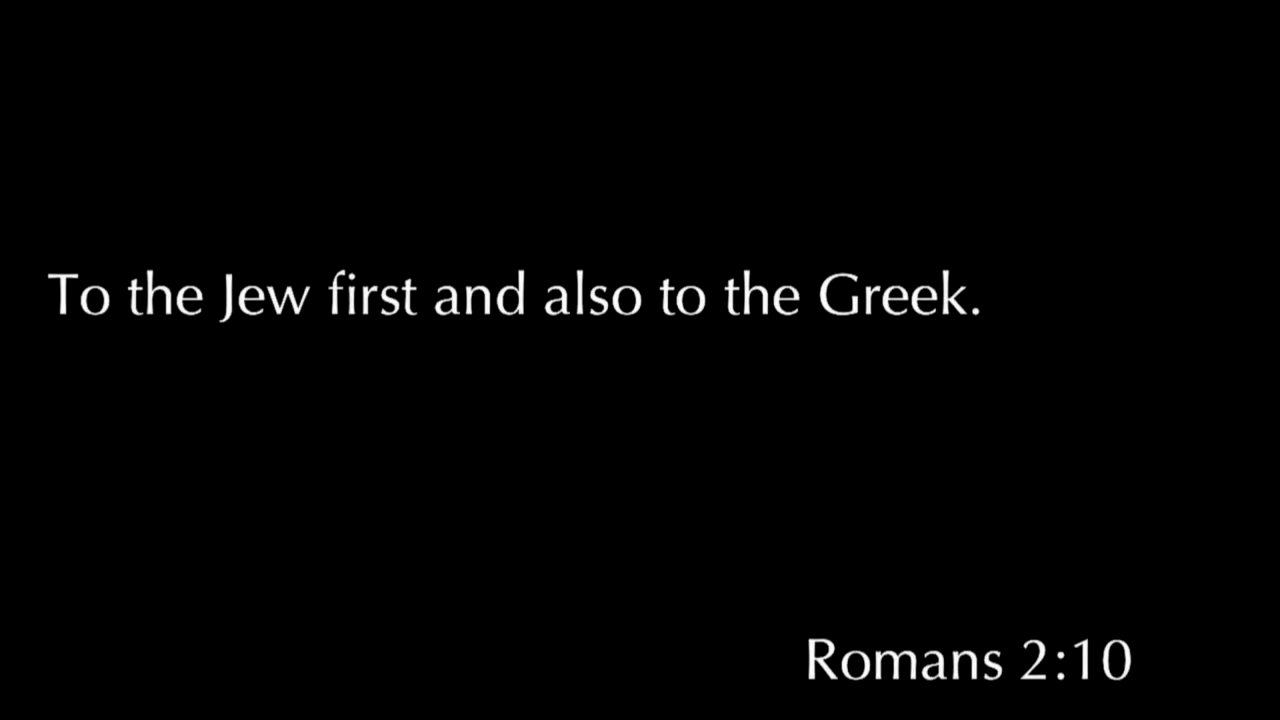 To the Jew first and also to the Greek.
Romans 2:10